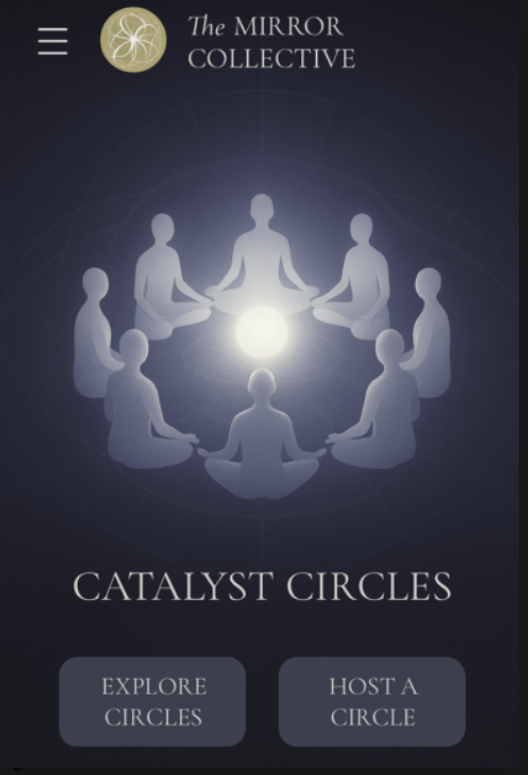 The MIRROR
COLLECTIVE
CATALYST CIRCLES
EXPLORE
CIRCLES
HOST A
CIRCLE